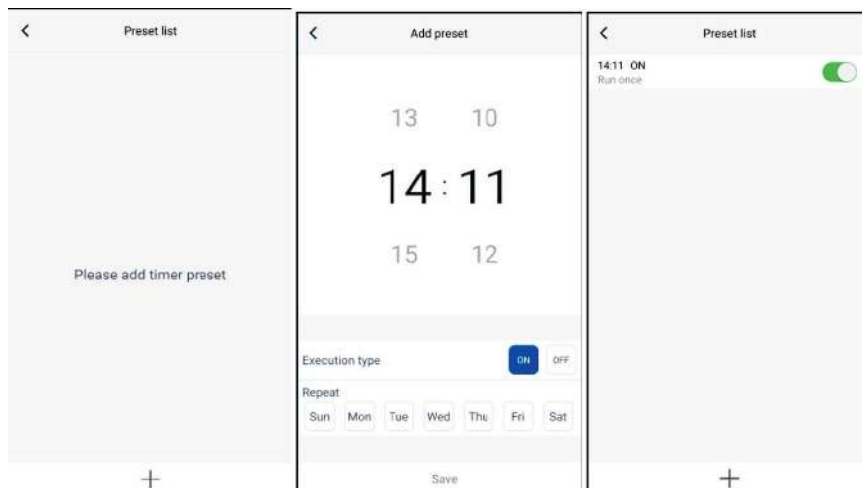 Preset list
Please add timer preset
Add preset
13 10
14 : 11
15 12
Execution type ON OFF
Repeat
Sun Mon Tue Wed Thu Fri Sat
Save
Preset list
14:11 ON
Run once